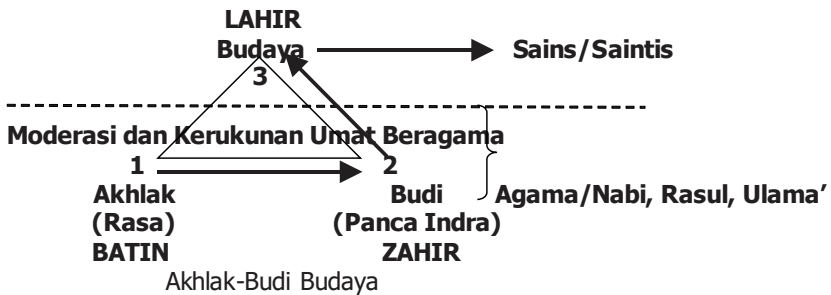 LAHIR
Budaya Sains/Saintis
3
Moderasi dan Kerukunan Umat Beragama
1 2
Akhlak Budi Agama/Nabi, Rasul, Ulama’
(Rasa) (Panca Indra)
BATIN ZAHIR
Akhlak-Budi Budaya